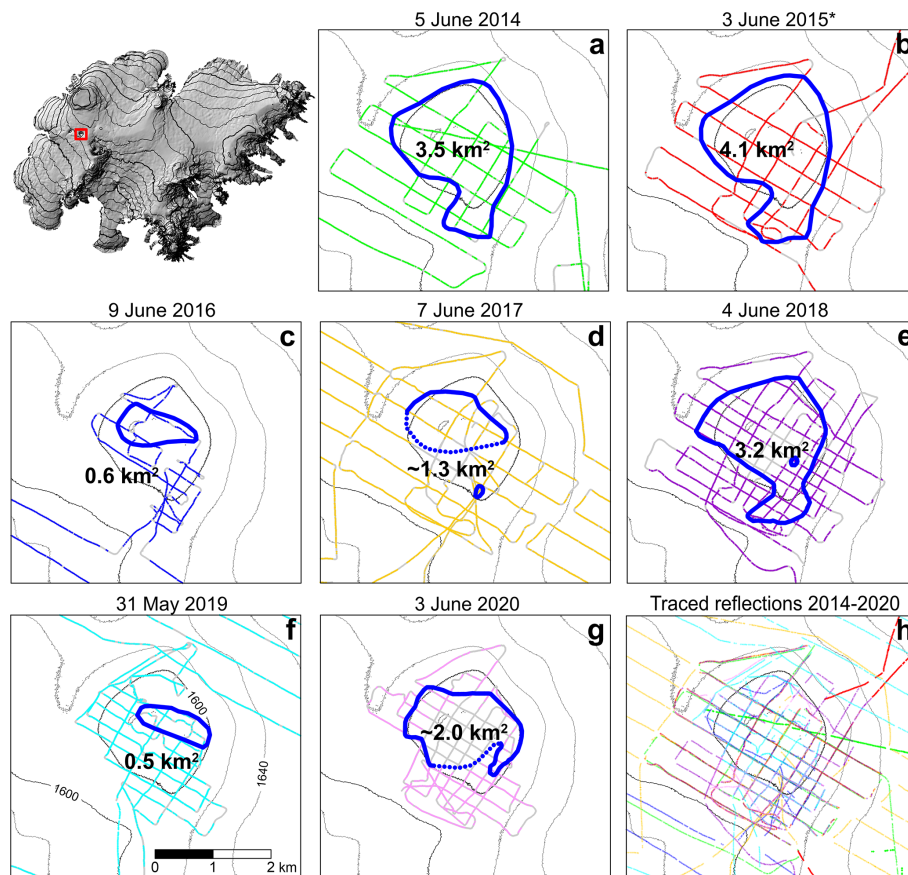 5 June 2014
a
3.5 km²
3 June 2015*
b
4.1 km²
9 June 2016
c
0.6 km²
7 June 2017
d
~1.3 km²
4 June 2018
e
3.2 km²
31 May 2019
f
1600
0.5 km²
1600
1640
0 1 2 km
3 June 2020
g
~2.0 km²
Traced reflections 2014-2020
h